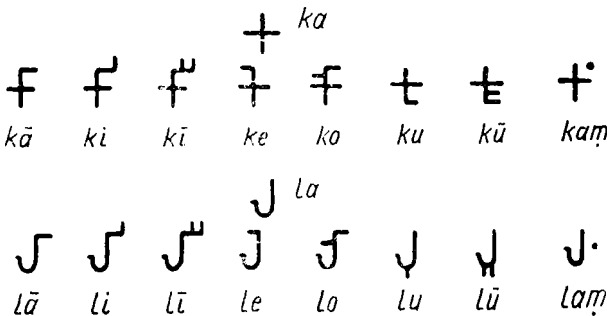 𑀓 ka
𑀓𑀸 𑀓𑀺 𑀓𑀻 𑀓𑁂 𑀓𑁄 𑀓𑀼 𑀓𑀽 𑀓𑀁
kā ki kī ke ko ku kū kaṃ
𑀮 la
𑀮𑀸 𑀮𑀺 𑀮𑀻 𑀮𑁂 𑀮𑁄 𑀮𑀼 𑀮𑀽 𑀮𑀁
lā li lī le lo lu lū laṃ